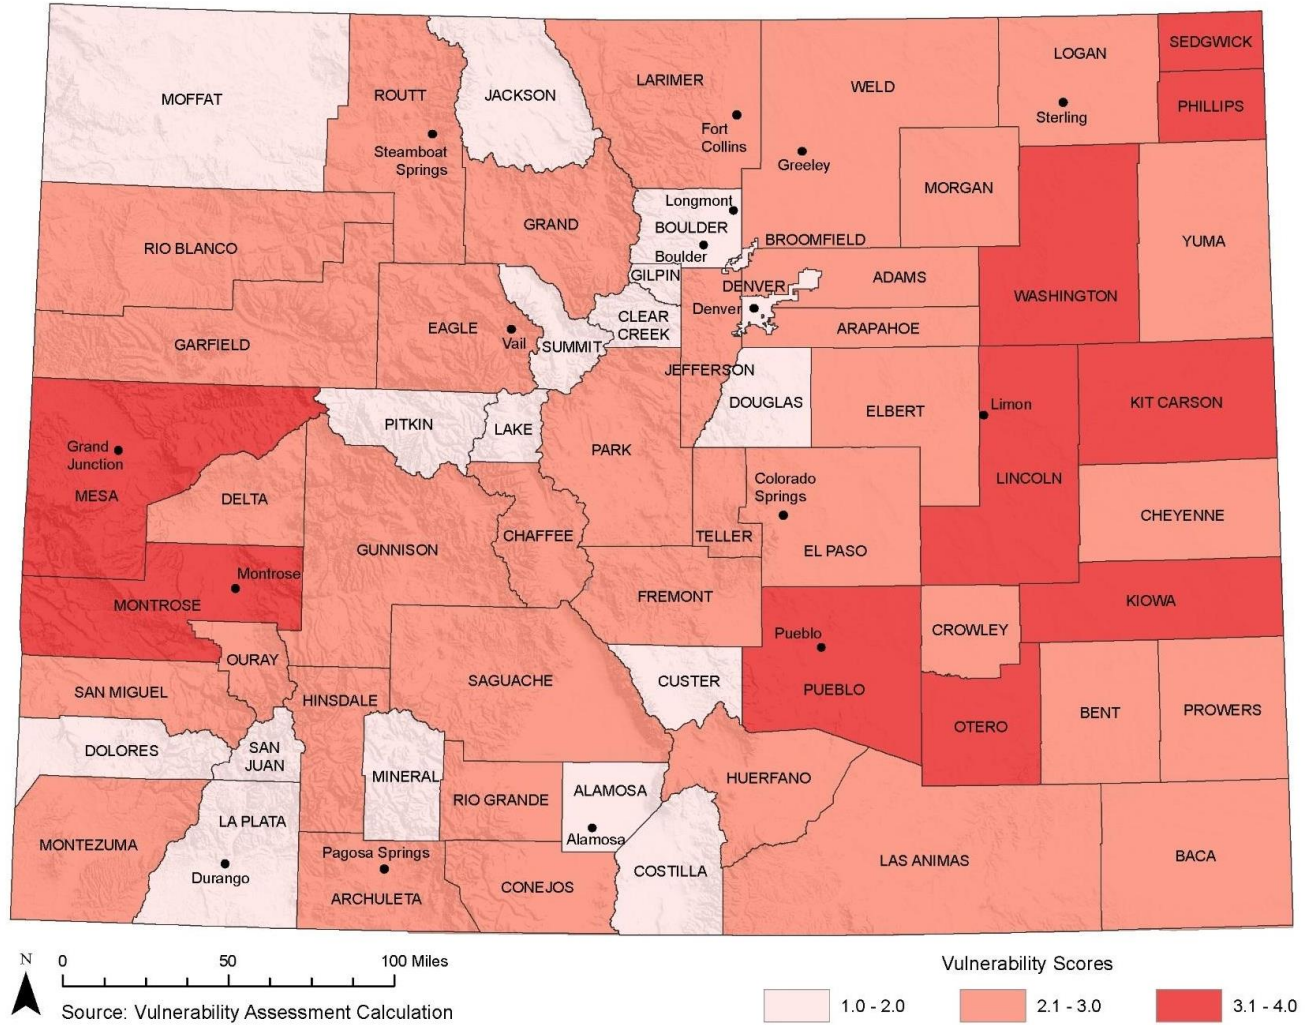 SEDGWICK
LOGAN
LARIMER
WELD
ROUTT
JACKSON
MOFFAT
PHILLIPS
Sterling
Fort
Collins
Steamboat
Springs
Greeley
MORGAN
Longmont
GRAND
BOULDER
BROOMFIELD
YUMA
RIO BLANCO
Boulder
GILPIN
ADAMS
DENVER
WASHINGTON
Denver
CLEAR
CREEK
EAGLE
Vail
ARAPAHOE
GARFIELD
SUMMIT
JEFFERSON
DOUGLAS
ELBERT
Limon
KIT CARSON
PITKIN
LAKE
Grand
Junction
PARK
MESA
DELTA
Colorado
Springs
LINCOLN
CHEYENNE
CHAFFEE
TELLER
GUNNISON
EL PASO
Montrose
MONTROSE
FREMONT
KIOWA
Pueblo
CROWLEY
OURAY
SAGUACHE
CUSTER
PUEBLO
SAN MIGUEL
HINSDALE
OTERO
BENT
PROWERS
DOLORES
SAN
JUAN
MINERAL
HUERFANO
RIO GRANDE
ALAMOSA
LA PLATA
Alamosa
MONTEZUMA
Pagosa Springs
LAS ANIMAS
BACA
Durango
COSTILLA
CONEJOS
ARCHULETA
N
0 50 100 Miles
Source: Vulnerability Assessment Calculation
Vulnerability Scores
1.0 - 2.0 2.1 - 3.0 3.1 - 4.0